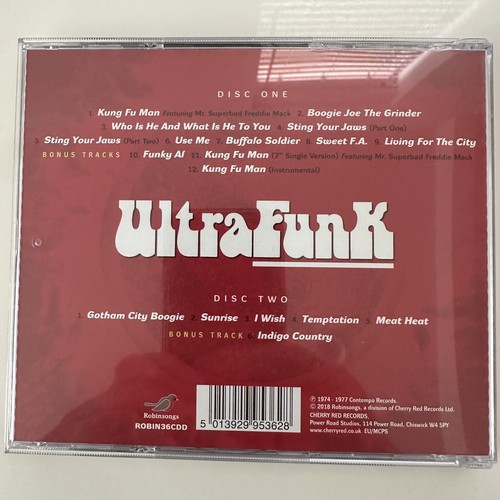 DISC ONE
1. Kung Fu Man Featuring Mr. Superbad Freddie Mack 2. Boogie Joe The Grinder
3. Who Is He And What Is He To You 4. Sting Your Jaws (Part One)
5. Sting Your Jaws (Part Two) 6. Use Me 7. Buffalo Soldier 8. Sweet F.A. 9. Living For The City
BONUS TRACKS 10. Funky Al 11. Kung Fu Man (7" Single Version) Featuring Mr. Superbad Freddie Mack
12. Kung Fu Man (Instrumental)
UltraFunK
DISC TWO
1. Gotham City Boogie 2. Sunrise 3. I Wish 4. Temptation 5. Meat Heat
BONUS TRACK 6. Indigo Country
Robinsongs
ROBIN36CDD
5 013929 953628
℗ 1974 - 1977 Contempo Records.
© 2018 Robinsongs, a division of Cherry Red Records Ltd.
CHERRY RED RECORDS,
Power Road Studios, 114 Power Road, Chiswick W4 5PY
www.cherryred.co.uk EU/MCPS